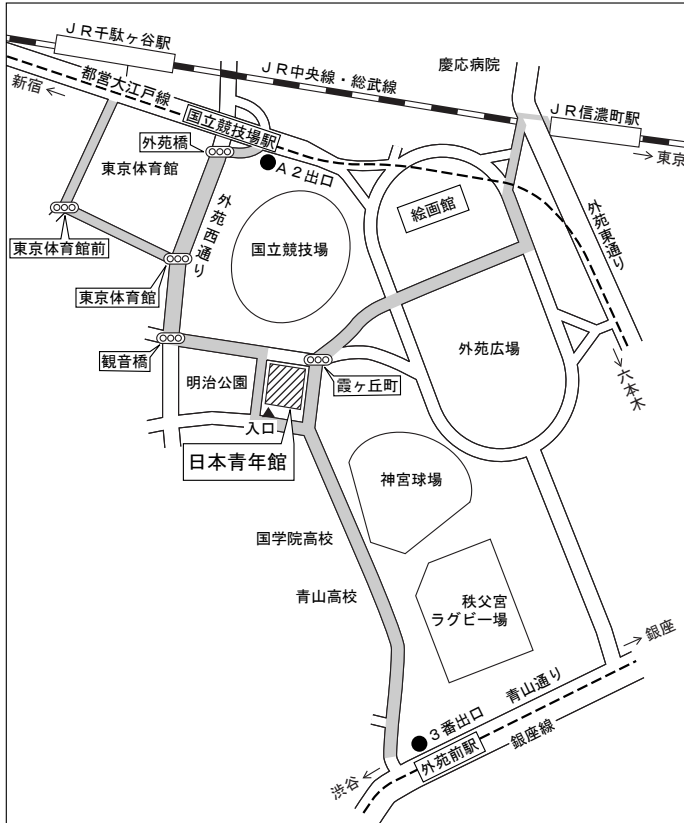 JR千駄ヶ谷駅
JR中央線・総武線
慶応病院
新宿←
都営大江戸線
国立競技場駅
JR信濃町駅
→東京
外苑橋
A2出口
東京体育館
絵画館
外苑西通り
国立競技場
外苑東通り
東京体育館前
東京体育館
外苑広場
観音橋
明治公園
霞ヶ丘町
→六本木
入口
日本青年館
神宮球場
国学院高校
青山高校
秩父宮
ラグビー場
→銀座
青山通り
3番出口
外苑前駅
銀座線
渋谷←